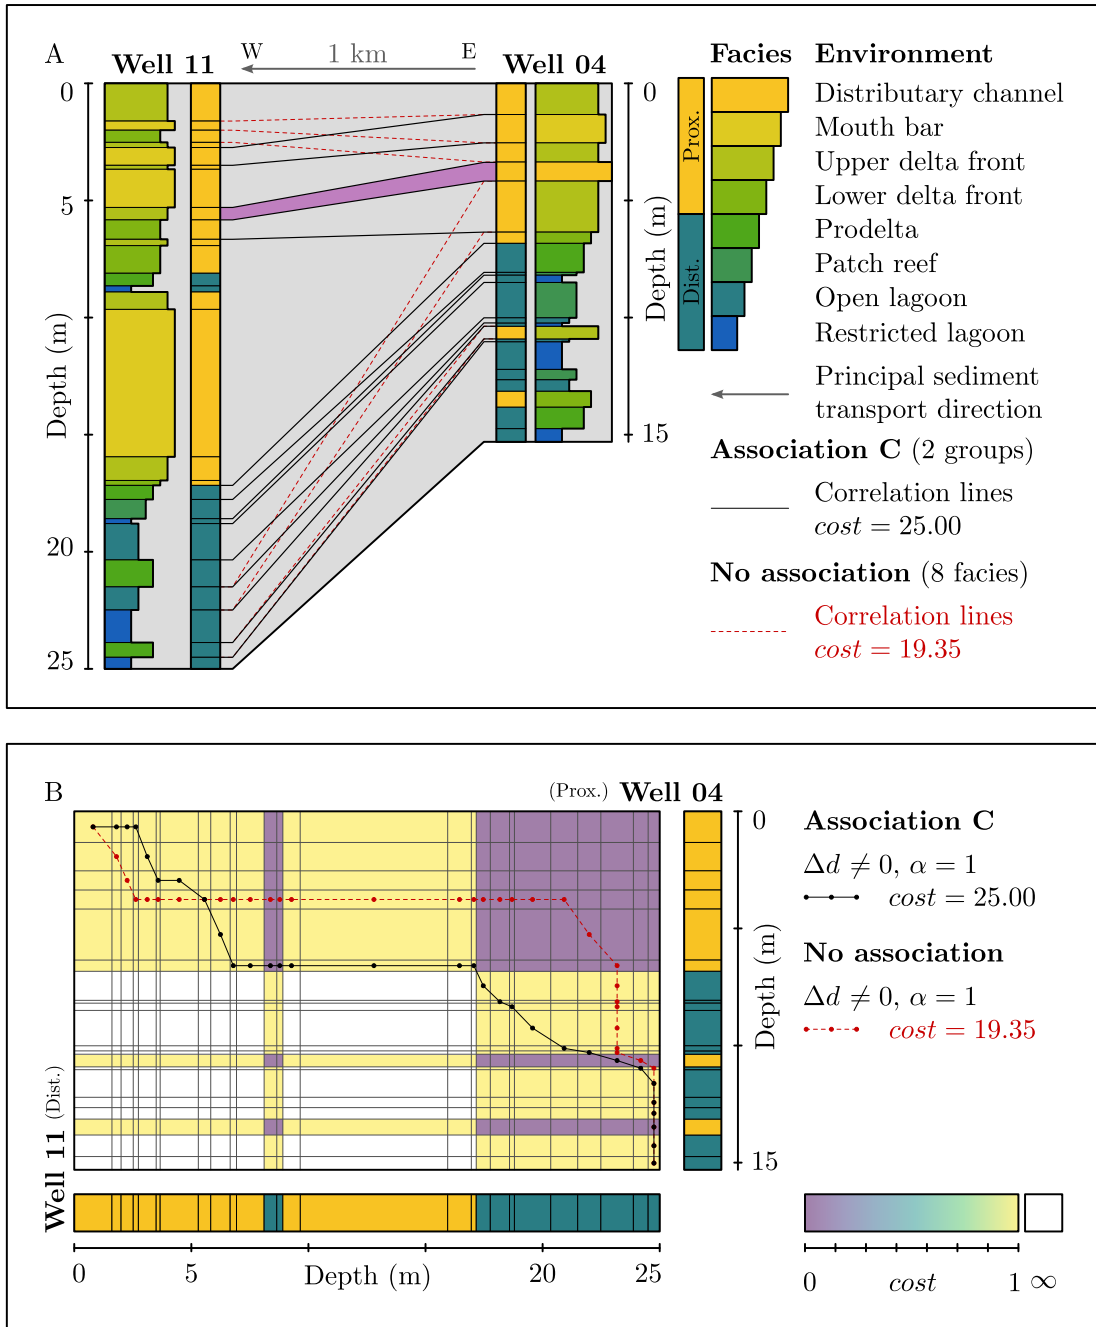 A
Well 11
W
1 km
E
Well 04
0
5
20
25
Depth (m)
0
15
Depth (m)
Facies
Environment
Prox.
Dist.
Distributary channel
Mouth bar
Upper delta front
Lower delta front
Prodelta
Patch reef
Open lagoon
Restricted lagoon
Principal sediment
transport direction
Association C (2 groups)
Correlation lines
cost = 25.00
No association (8 facies)
Correlation lines
cost = 19.35
B
(Prox.) Well 04
0
15
Depth (m)
Well 11 (Dist.)
0
5
Depth (m)
20
25
Association C
Δd ≠ 0, α = 1
cost = 25.00
No association
Δd ≠ 0, α = 1
cost = 19.35
0
cost
1
∞